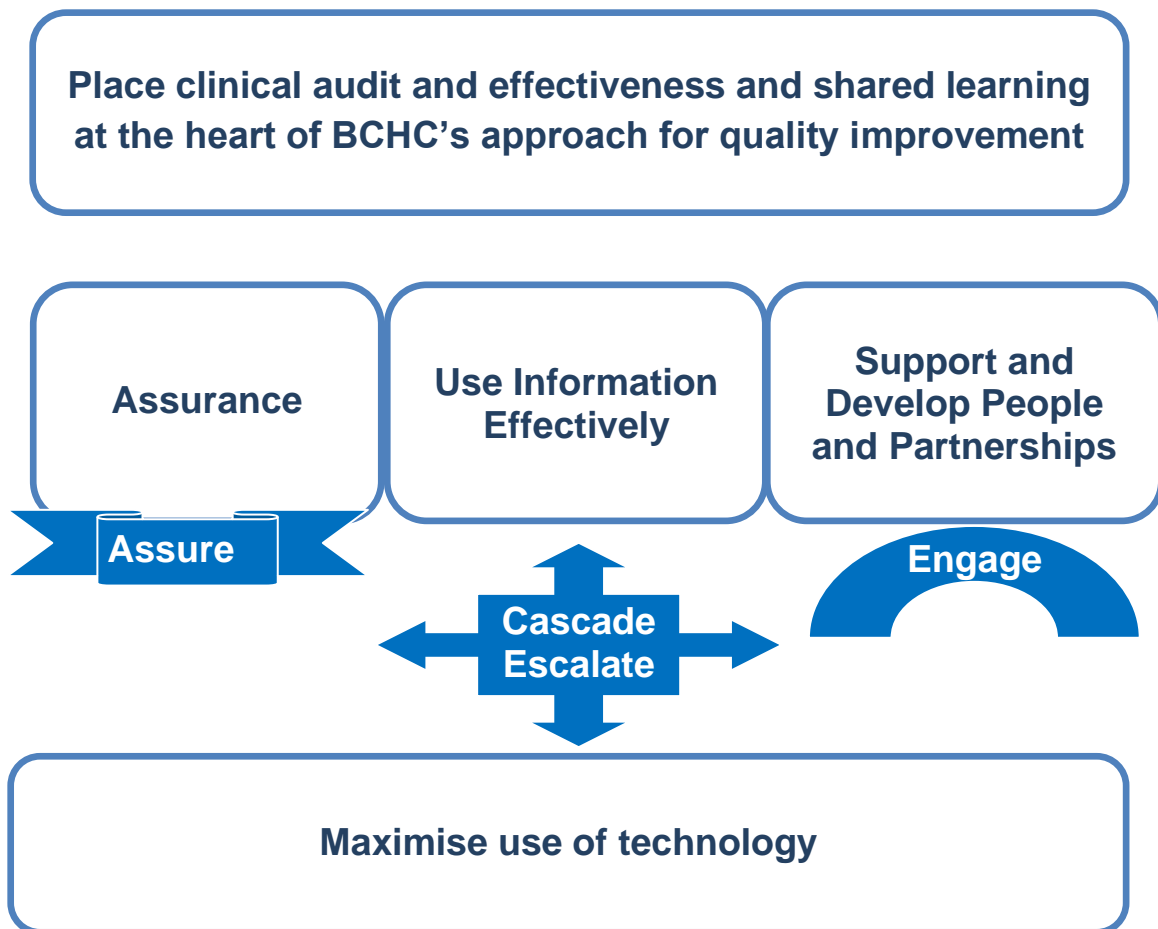 Place clinical audit and effectiveness and shared learning
at the heart of BCHC’s approach for quality improvement
Assurance
Use Information
Effectively
Support and
Develop People
and Partnerships
Assure
Cascade
Escalate
Engage
Maximise use of technology